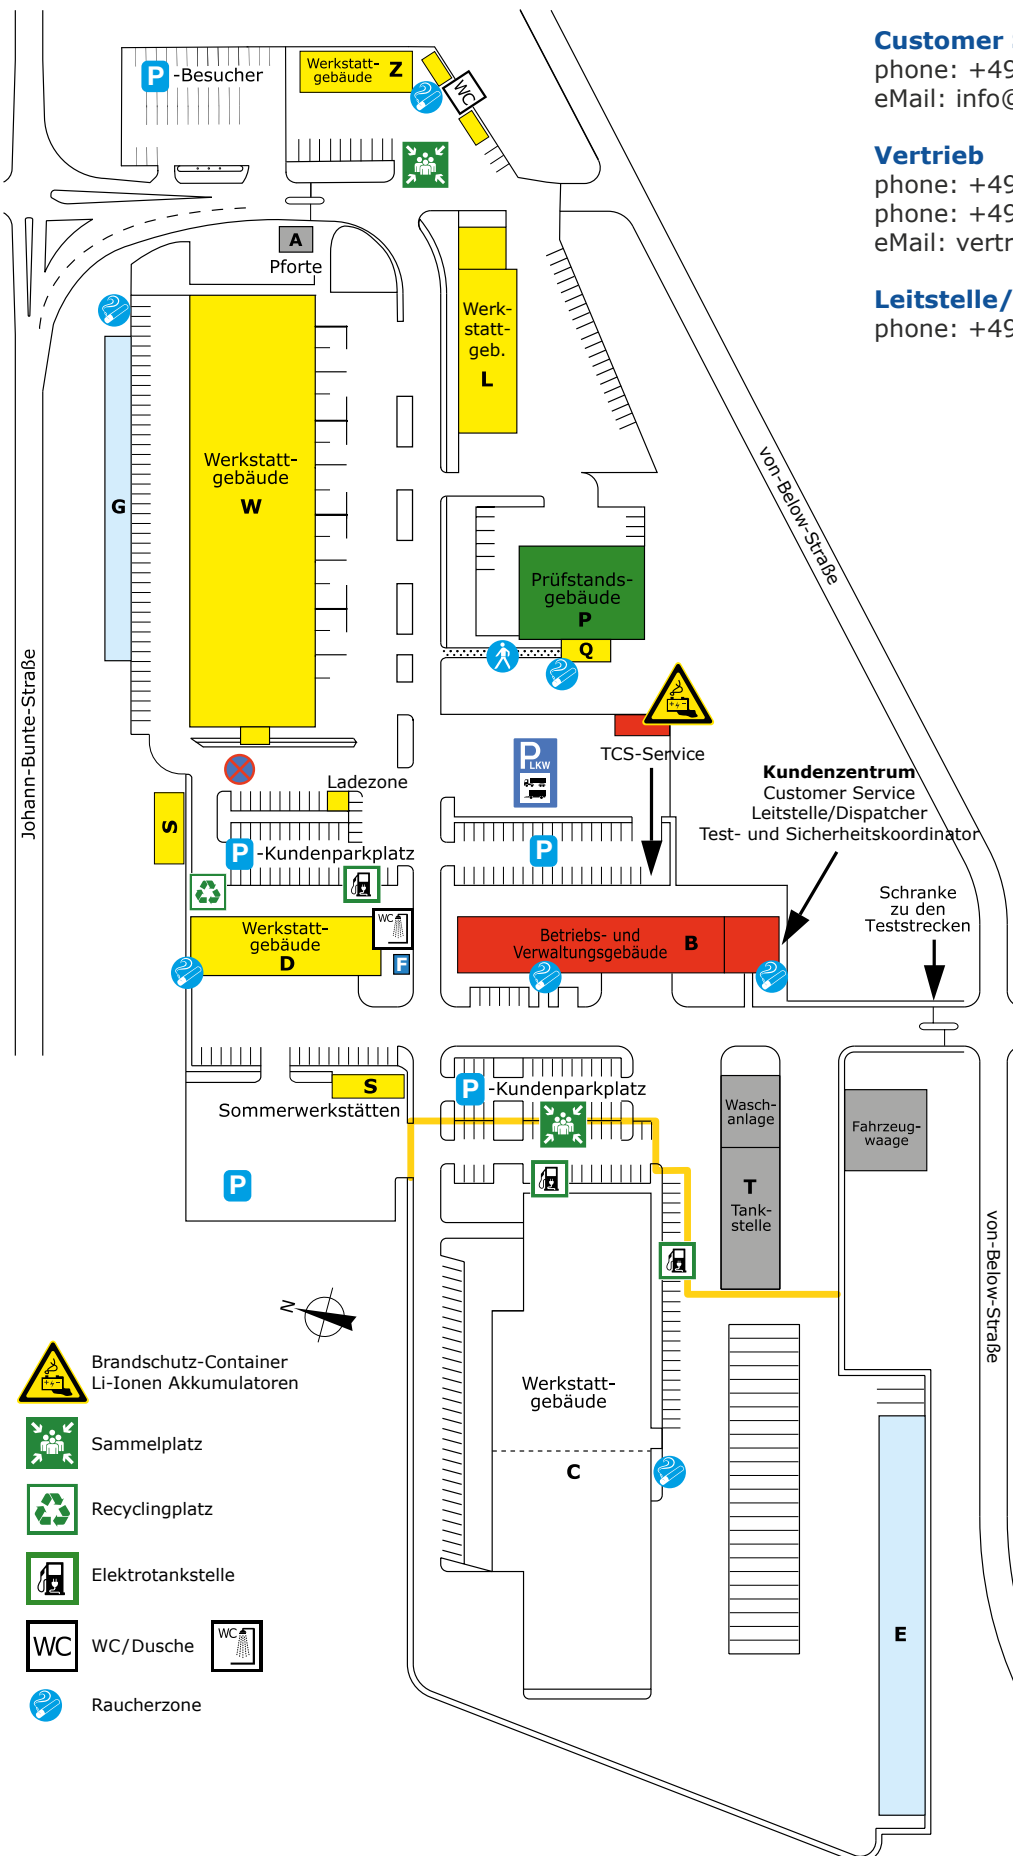 Customer
phone: +49
eMail: info@
Vertrieb
phone: +49
phone: +49
eMail: vertr
Leitstelle/
phone: +49
P -Besucher
Werkstatt-
gebäude Z
WC
A
Pforte
Werk-
statt-
geb.
L
Werkstatt-
gebäude
W
G
Johann-Bunte-Straße
von-Below-Straße
Prüfstands-
gebäude
P
Q
TCS-Service
P
LKW
Kundenzentrum
Customer Service
Leitstelle/Dispatcher
Test- und Sicherheitskoordinator
Ladezone
S
P -Kundenparkplatz
P
WC
Werkstatt-
gebäude
D
F
Betriebs- und
Verwaltungsgebäude B
Schranke
zu den
Teststrecken
S
Sommerwerkstätten
P -Kundenparkplatz
P
Wasch-
anlage
T
Tank-
stelle
Fahrzeug-
waage
von-Below-Straße
N
Werkstatt-
gebäude
C
E
Brandschutz-Container
Li-Ionen Akkumulatoren
Sammelplatz
Recyclingplatz
Elektrotankstelle
WC WC/Dusche WC
Raucherzone